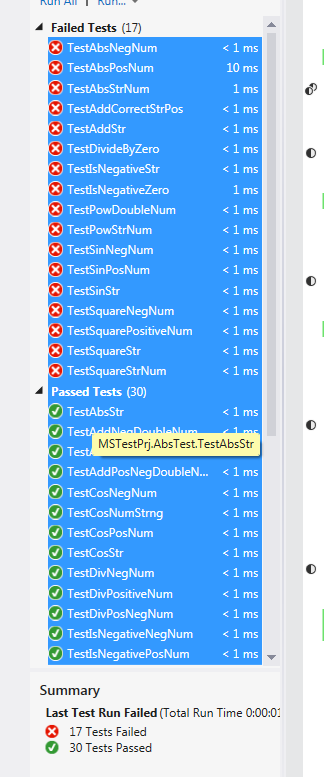 Run All | Run...
Failed Tests (17)
TestAbsNegNum < 1 ms
TestAbsPosNum 10 ms
TestAbsStrNum 1 ms
TestAddCorrectStrPos < 1 ms
TestAddStr < 1 ms
TestDivideByZero < 1 ms
TestIsNegativeStr < 1 ms
TestIsNegativeZero 1 ms
TestPowDoubleNum < 1 ms
TestPowStrNum < 1 ms
TestSinNegNum < 1 ms
TestSinPosNum < 1 ms
TestSinStr < 1 ms
TestSquareNegNum < 1 ms
TestSquarePositiveNum < 1 ms
TestSquareStr < 1 ms
TestSquareStrNum < 1 ms
Passed Tests (30)
TestAbsStr < 1 ms
TestAddNegDoubleNum < 1 ms
MSTestPrj.AbsTest.TestAbsStr
TestAddPosNegDoubleN... < 1 ms
TestCosNegNum < 1 ms
TestCosNumStrng < 1 ms
TestCosPosNum < 1 ms
TestCosStr < 1 ms
TestDivNegNum < 1 ms
TestDivPositiveNum < 1 ms
TestDivPosNegNum < 1 ms
TestIsNegativeNegNum < 1 ms
TestIsNegativePosNum < 1 ms
Summary
Last Test Run Failed (Total Run Time 0:00:01
17 Tests Failed
30 Tests Passed